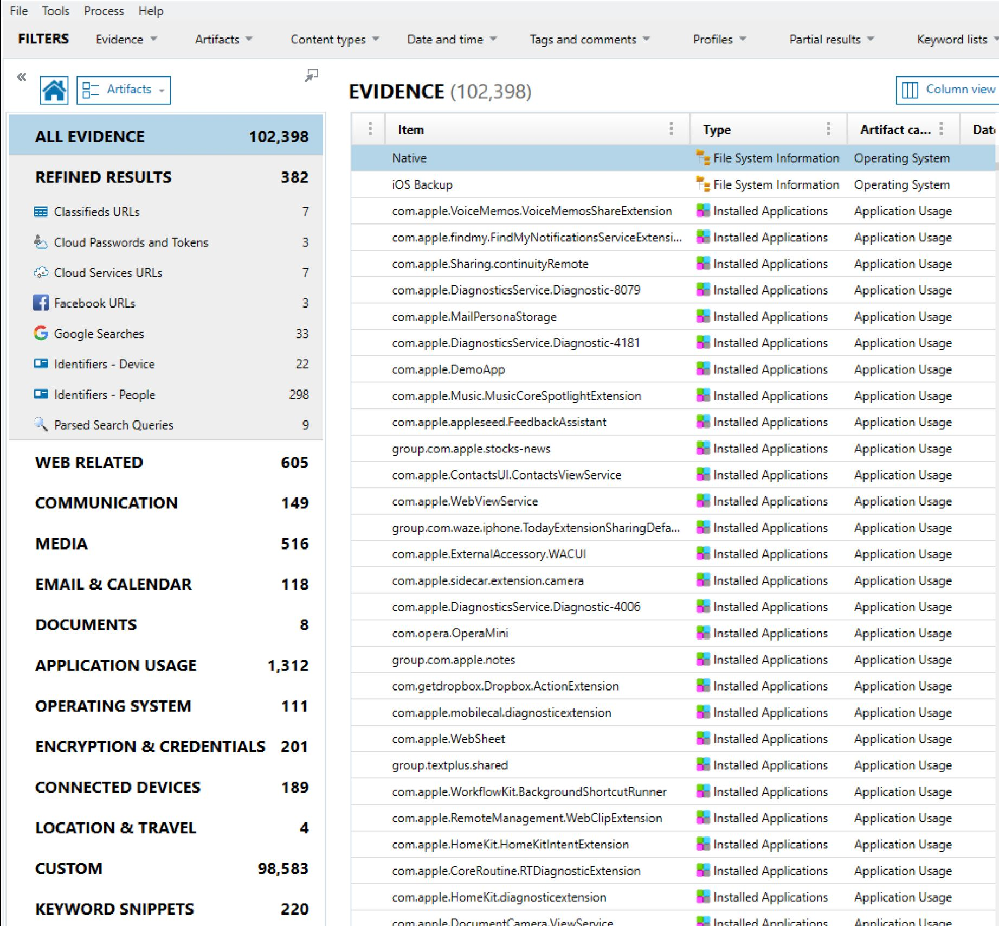 File Tools Process Help
FILTERS Evidence Artifacts Content types Date and time Tags and comments Profiles Partial results Keyword lists
Artifacts
EVIDENCE (102,398)
Column view
ALL EVIDENCE 102,398
REFINED RESULTS 382
Classifieds URLs 7
Cloud Passwords and Tokens 3
Cloud Services URLs 7
Facebook URLs 3
Google Searches 33
Identifiers - Device 22
Identifiers - People 298
Parsed Search Queries 9
WEB RELATED 605
COMMUNICATION 149
MEDIA 516
EMAIL & CALENDAR 118
DOCUMENTS 8
APPLICATION USAGE 1,312
OPERATING SYSTEM 111
ENCRYPTION & CREDENTIALS 201
CONNECTED DEVICES 189
LOCATION & TRAVEL 4
CUSTOM 98,583
KEYWORD SNIPPETS 220
Item Type Artifact ca... Dat
Native File System Information Operating System
iOS Backup File System Information Operating System
com.apple.VoiceMemos.VoiceMemosShareExtension Installed Applications Application Usage
com.apple.findmy.FindMyNotificationsServiceExtensi... Installed Applications Application Usage
com.apple.Sharing.continuityRemote Installed Applications Application Usage
com.apple.DiagnosticsService.Diagnostic-8079 Installed Applications Application Usage
com.apple.MailPersonaStorage Installed Applications Application Usage
com.apple.DiagnosticsService.Diagnostic-4181 Installed Applications Application Usage
com.apple.DemoApp Installed Applications Application Usage
com.apple.Music.MusicCoreSpotlightExtension Installed Applications Application Usage
com.apple.appleseed.FeedbackAssistant Installed Applications Application Usage
group.com.apple.stocks-news Installed Applications Application Usage
com.apple.ContactsUI.ContactsViewService Installed Applications Application Usage
com.apple.WebViewService Installed Applications Application Usage
group.com.waze.iphone.TodayExtensionSharingDefa... Installed Applications Application Usage
com.apple.ExternalAccessory.WACUI Installed Applications Application Usage
com.apple.sidecar.extension.camera Installed Applications Application Usage
com.apple.DiagnosticsService.Diagnostic-4006 Installed Applications Application Usage
com.opera.OperaMini Installed Applications Application Usage
group.com.apple.notes Installed Applications Application Usage
com.getdropbox.Dropbox.ActionExtension Installed Applications Application Usage
com.apple.mobilecal.diagnosticextension Installed Applications Application Usage
com.apple.WebSheet Installed Applications Application Usage
group.textplus.shared Installed Applications Application Usage
com.apple.WorkflowKit.BackgroundShortcutRunner Installed Applications Application Usage
com.apple.RemoteManagement.WebClipExtension Installed Applications Application Usage
com.apple.HomeKit.HomeKitIntentExtension Installed Applications Application Usage
com.apple.CoreRoutine.RTDiagnosticExtension Installed Applications Application Usage
com.apple.HomeKit.diagnosticextension Installed Applications Application Usage
com.apple.DocumentCamera.ViewService Installed Applications Application Usage